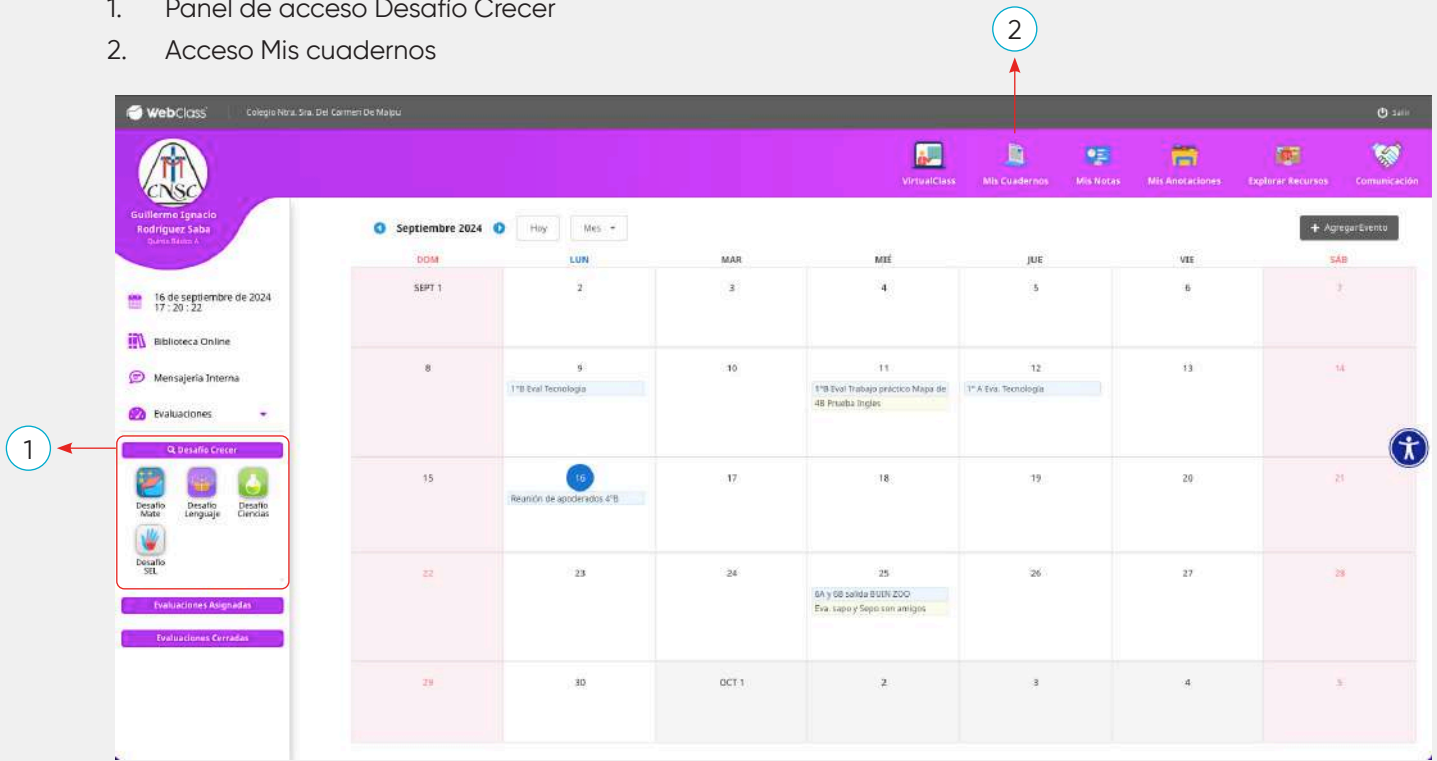 1. Panel de acceso Desafío Crecer
2. Acceso Mis cuadernos
2
WebClass Colegio Ntra. Sra. Del Carmen De Maipu Salir
CNSC
VirtualClass Mis Cuadernos Mis Notas Mis Anotaciones Explorar Recursos Comunicación
Guillermo Ignacio
Rodriguez Saba
Quinto Básico A
Septiembre 2024 Hoy Mes + AgregarEvento
DOM LUN MAR MIÉ JUE VIE SÁB
16 de septiembre de 2024
17 : 20 : 22
Biblioteca Online
Mensajería Interna
Evaluaciones
1
Desafío Crecer
Desafío Mate
Desafío Lenguaje
Desafío Ciencias
Desafío SEL
Evaluaciones Asignadas
Evaluaciones Cerradas
SEPT 1 2 3 4 5 6 7
8 9 10 11 12 13 14
1°B Eval Tecnología 1°B Eval Trabajo práctico Mapa de 1° A Eva. Tecnología
4B Prueba Ingles
15 16 17 18 19 20 21
Reunión de apoderados 4°B
22 23 24 25 26 27 28
6A y 6B salida BUIN ZOO
Eva. sapo y Sepo son amigos
29 30 OCT 1 2 3 4 5